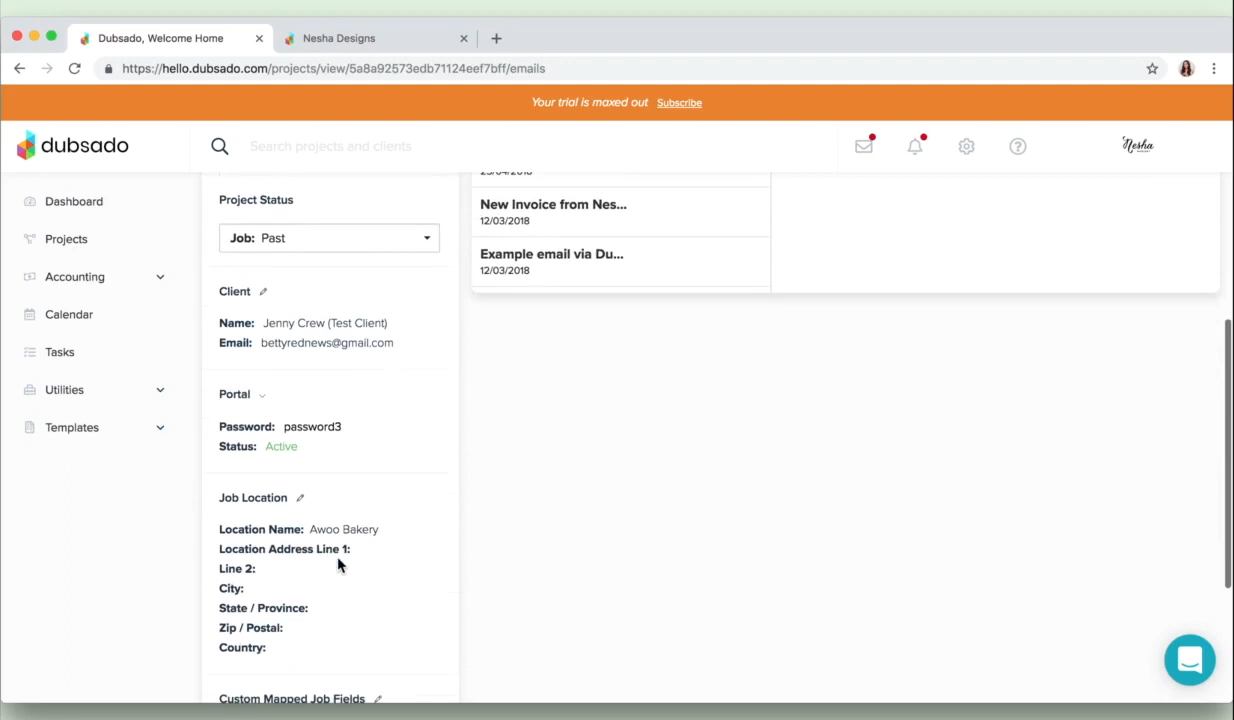 Dubsado, Welcome Home
Nesha Designs
https://hello.dubsado.com/projects/view/5a8a92573edb71124eef7bff/emails
Your trial is maxed out Subscribe
dubsado
Search projects and clients
Nesha
Dashboard
Projects
Accounting
Calendar
Tasks
Utilities
Templates
Project Status
Job: Past
Client
Name: Jenny Crew (Test Client)
Email: bettyrednews@gmail.com
Portal
Password: password3
Status: Active
Job Location
Location Name: Awoo Bakery
Location Address Line 1:
Line 2:
City:
State / Province:
Zip / Postal:
Country:
Custom Mapped Job Fields
New Invoice from Nes...
12/03/2018
Example email via Du...
12/03/2018